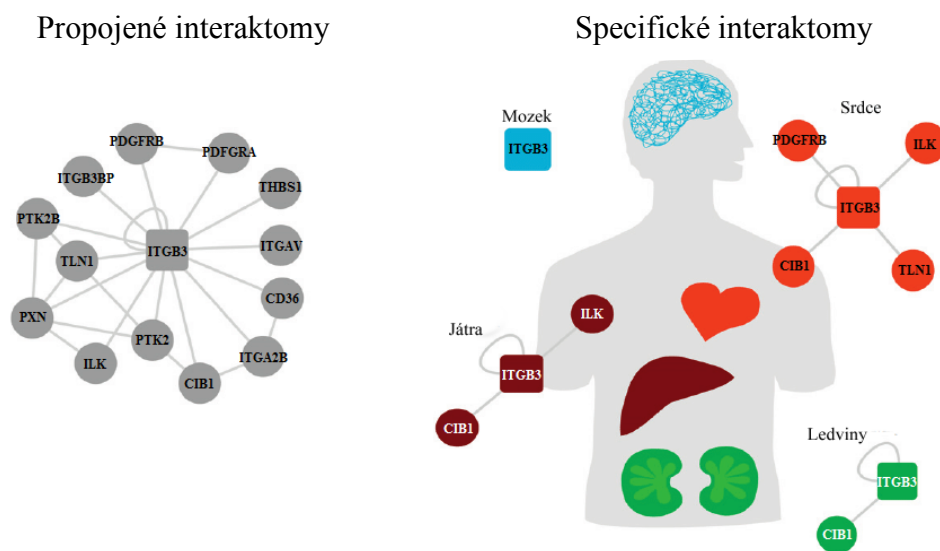 Propojené interaktomy
PDGFRB
PDFGRA
ITGB3BP
THBS1
PTK2B
ITGB3
ITGAV
TLN1
CD36
PXN
PTK2
ITGA2B
ILK
CIB1
Specifické interaktomy
Mozek
ITGB3
Srdce
PDGFRB
ILK
ITGB3
CIB1
TLN1
Játra
ILK
ITGB3
CIB1
Ledviny
ITGB3
CIB1